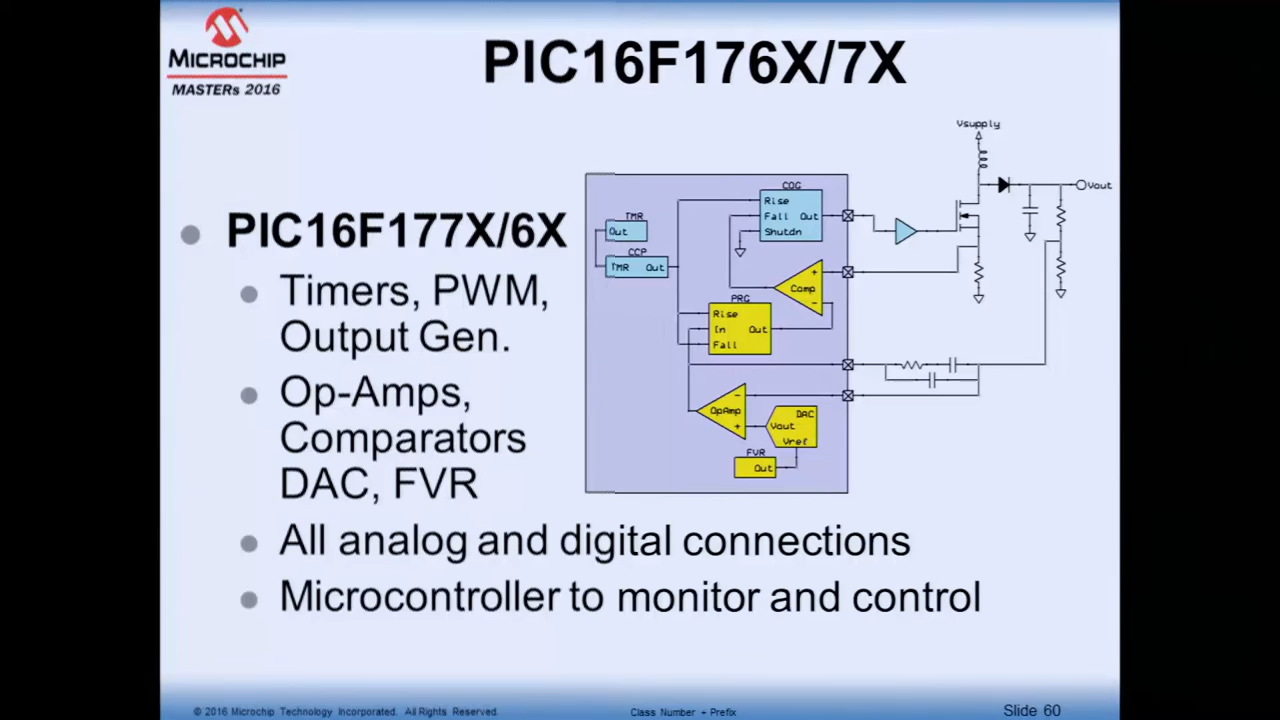 MICROCHIP
MASTERs 2016
PIC16F176X/7X
PIC16F177X/6X
Timers, PWM,
Output Gen.
Op-Amps,
Comparators
DAC, FVR
All analog and digital connections
Microcontroller to monitor and control
Vsupply
Vout
COG
Rise
Fall Out
Shutdn
TMR
Out
CCP
TMR Out
+
Comp
-
PRG
Rise
In Out
Fall
-
OpAmp
+
DAC
Vout
Vref
FVR
Out
© 2016 Microchip Technology Incorporated. All Rights Reserved.
Class Number + Prefix
Slide 60